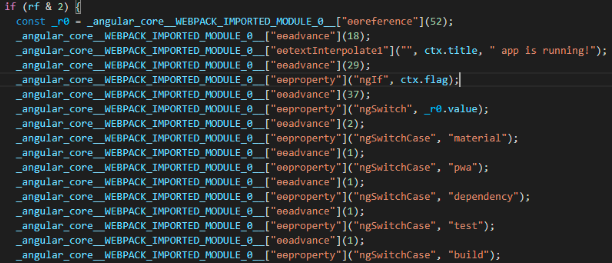 if (rf & 2) {
const _r0 = _angular_core__WEBPACK_IMPORTED_MODULE_0__["ɵɵreference"](52);
_angular_core__WEBPACK_IMPORTED_MODULE_0__["ɵɵadvance"](18);
_angular_core__WEBPACK_IMPORTED_MODULE_0__["ɵɵtextInterpolate1"]("", ctx.title, " app is running!");
_angular_core__WEBPACK_IMPORTED_MODULE_0__["ɵɵadvance"](29);
_angular_core__WEBPACK_IMPORTED_MODULE_0__["ɵɵproperty"]("ngIf", ctx.flag);
_angular_core__WEBPACK_IMPORTED_MODULE_0__["ɵɵadvance"](37);
_angular_core__WEBPACK_IMPORTED_MODULE_0__["ɵɵproperty"]("ngSwitch", _r0.value);
_angular_core__WEBPACK_IMPORTED_MODULE_0__["ɵɵadvance"](2);
_angular_core__WEBPACK_IMPORTED_MODULE_0__["ɵɵproperty"]("ngSwitchCase", "material");
_angular_core__WEBPACK_IMPORTED_MODULE_0__["ɵɵadvance"](1);
_angular_core__WEBPACK_IMPORTED_MODULE_0__["ɵɵproperty"]("ngSwitchCase", "pwa");
_angular_core__WEBPACK_IMPORTED_MODULE_0__["ɵɵadvance"](1);
_angular_core__WEBPACK_IMPORTED_MODULE_0__["ɵɵproperty"]("ngSwitchCase", "dependency");
_angular_core__WEBPACK_IMPORTED_MODULE_0__["ɵɵadvance"](1);
_angular_core__WEBPACK_IMPORTED_MODULE_0__["ɵɵproperty"]("ngSwitchCase", "test");
_angular_core__WEBPACK_IMPORTED_MODULE_0__["ɵɵadvance"](1);
_angular_core__WEBPACK_IMPORTED_MODULE_0__["ɵɵproperty"]("ngSwitchCase", "build");